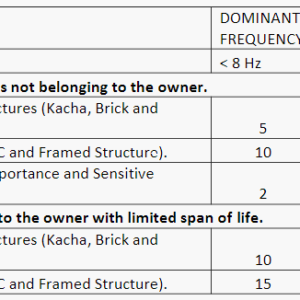 DOMINANT
FREQUENCY
< 8 Hz
s not belonging to the owner.
ctures (Kacha, Brick and
5
C and Framed Structure).
10
portance and Sensitive
2
to the owner with limited span of life.
ctures (Kacha, Brick and
10
C and Framed Structure).
15